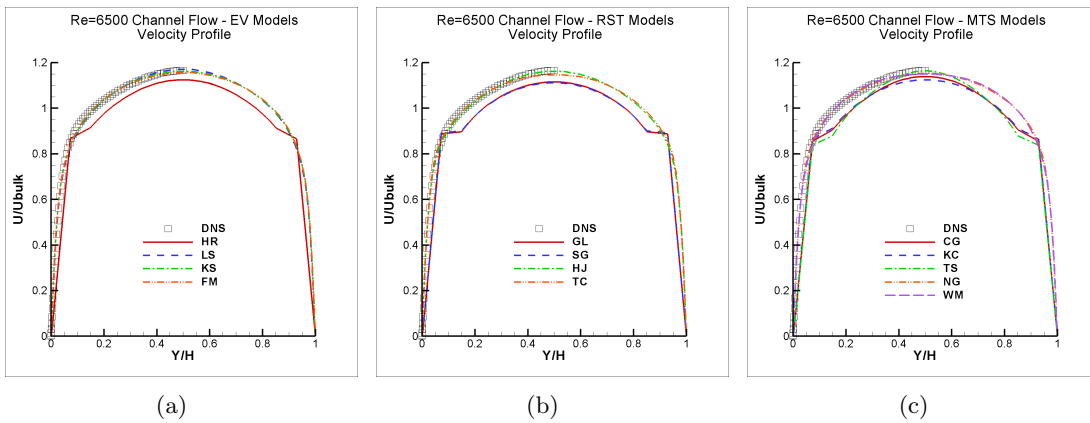 Re=6500 Channel Flow - EV Models
Velocity Profile
1.2
1
0.8
0.6
0.4
0.2
0
U/Ubulk
DNS
HR
LS
KS
FM
0 0.2 0.4 0.6 0.8 1
Y/H
(a)
Re=6500 Channel Flow - RST Models
Velocity Profile
1.2
1
0.8
0.6
0.4
0.2
0
U/Ubulk
DNS
GL
SG
HJ
TC
0 0.2 0.4 0.6 0.8 1
Y/H
(b)
Re=6500 Channel Flow - MTS Models
Velocity Profile
1.2
1
0.8
0.6
0.4
0.2
0
U/Ubulk
DNS
CG
KC
TS
NG
WM
0 0.2 0.4 0.6 0.8 1
Y/H
(c)